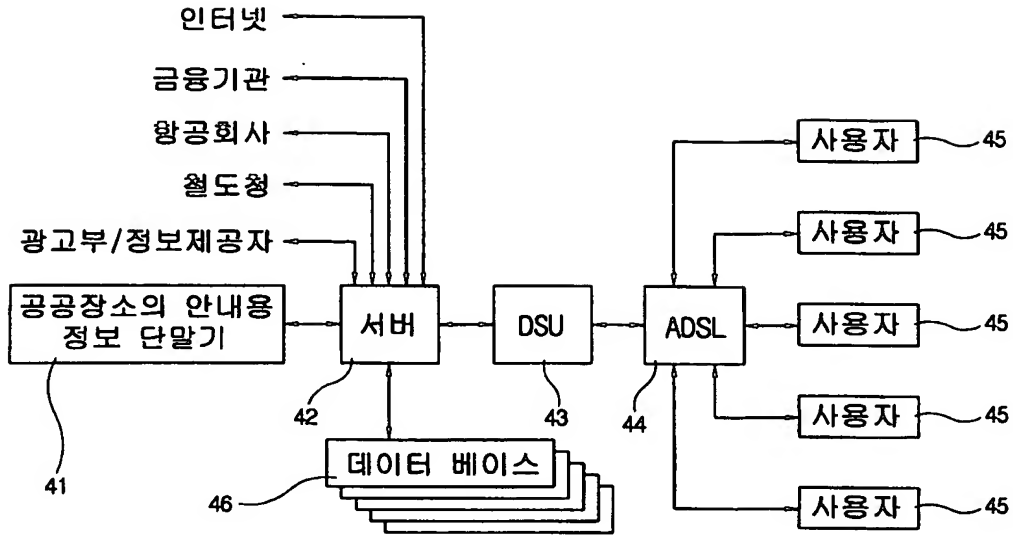 인터넷
금융기관
항공회사
철도청
광고부/정보제공자
공공장소의 안내용
정보 단말기
41
서버
42
DSU
43
ADSL
44
데이터 베이스
46
사용자
45
사용자
45
사용자
45
사용자
45
사용자
45